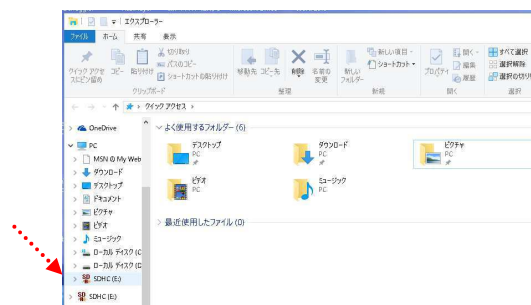 エクスプローラー
ファイル ホーム 共有 表示
クイック アクセスにピン留め
コピー
貼り付け
切り取り
パスのコピー
ショートカットの貼り付け
クリップボード
移動先
コピー先
削除
名前の変更
整理
新しいフォルダー
新しい項目
ショートカット
新規
プロパティ
開く
編集
履歴
開く
すべて選択
選択解除
選択の切り
選択
クイック アクセス
OneDrive
PC
MSN の My Web
ダウンロード
デスクトップ
ドキュメント
ピクチャ
ビデオ
ミュージック
ローカル ディスク (C
ローカル ディスク (D
SDHC (E:)
SDHC (E:)
よく使用するフォルダー (6)
デスクトップ
PC
ダウンロード
PC
ピクチャ
PC
ビデオ
PC
ミュージック
PC
最近使用したファイル (0)